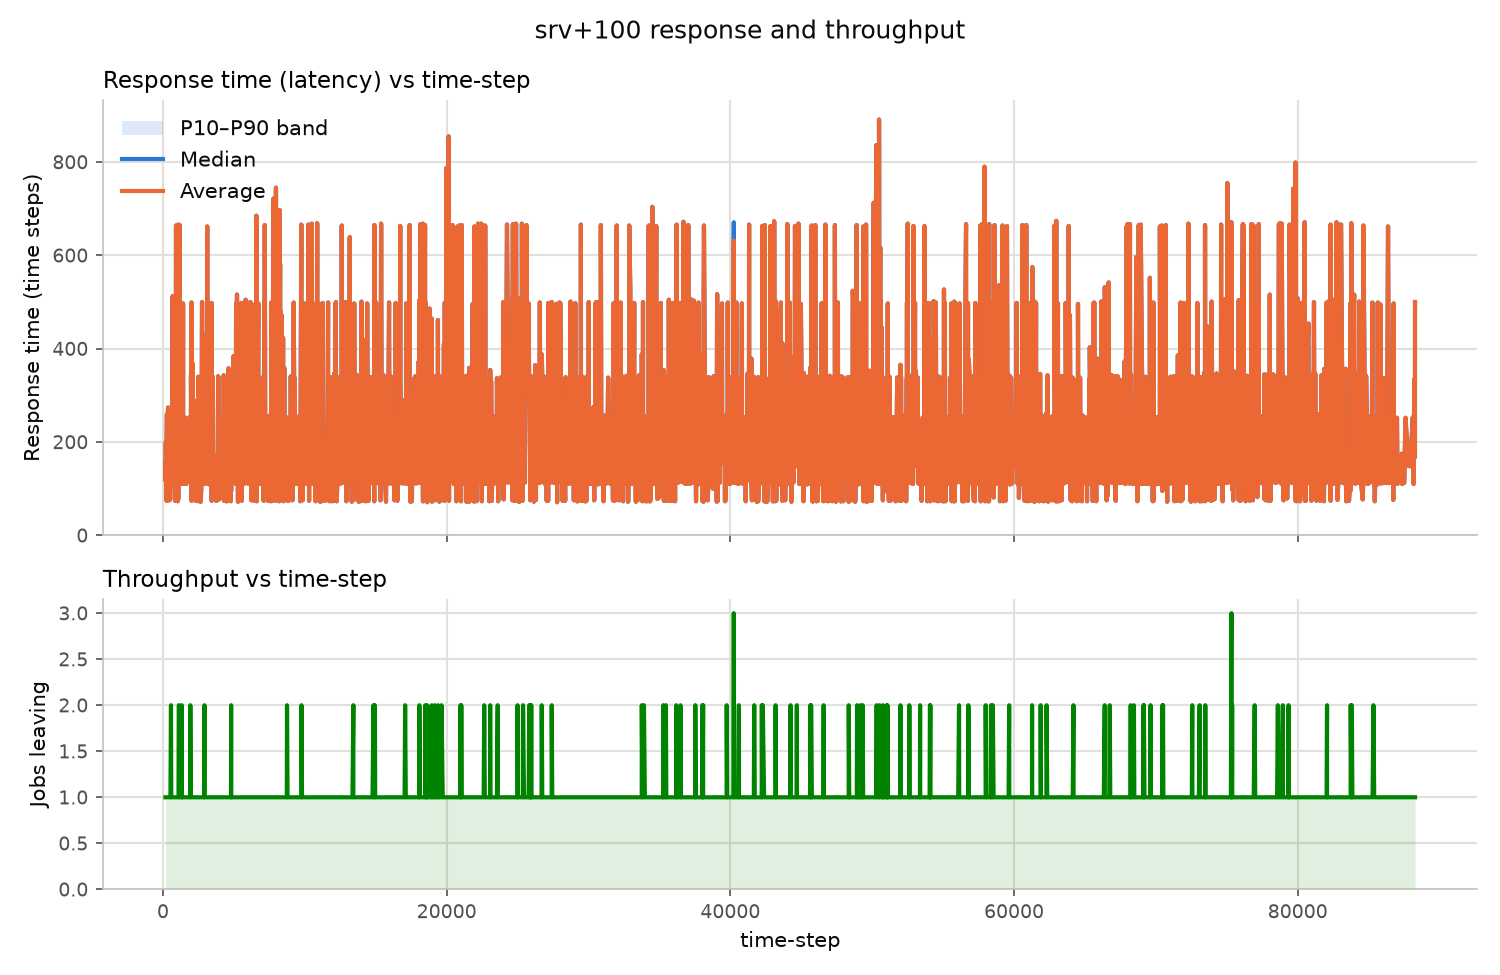 srv+100 response and throughput
Response time (latency) vs time-step
P10–P90 band
Median
Average
Response time (time steps)
800
600
400
200
0
Throughput vs time-step
Jobs leaving
3.0
2.5
2.0
1.5
1.0
0.5
0.0
0
20000
40000
60000
80000
time-step